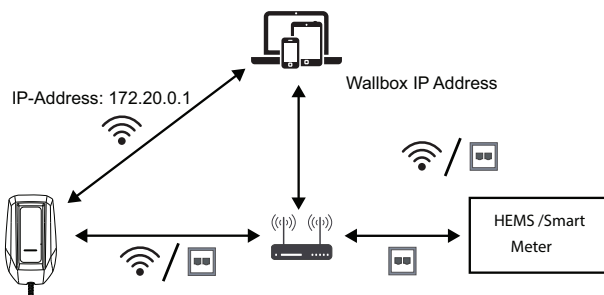 IP-Address: 172.20.0.1
Wallbox IP Address
HEMS /Smart
Meter